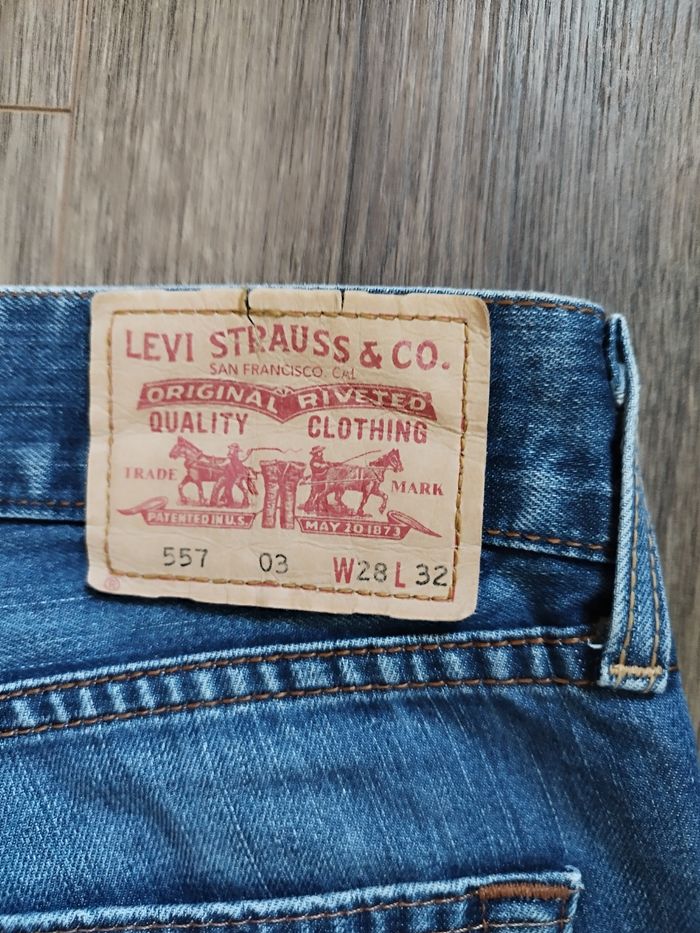 LEVI STRAUSS & CO.
SAN FRANCISCO, CAL
ORIGINAL RIVETED
QUALITY CLOTHING
TRADE MARK
PATENTED IN U.S. MAY 20 1873
557 03 W28 L 32
®